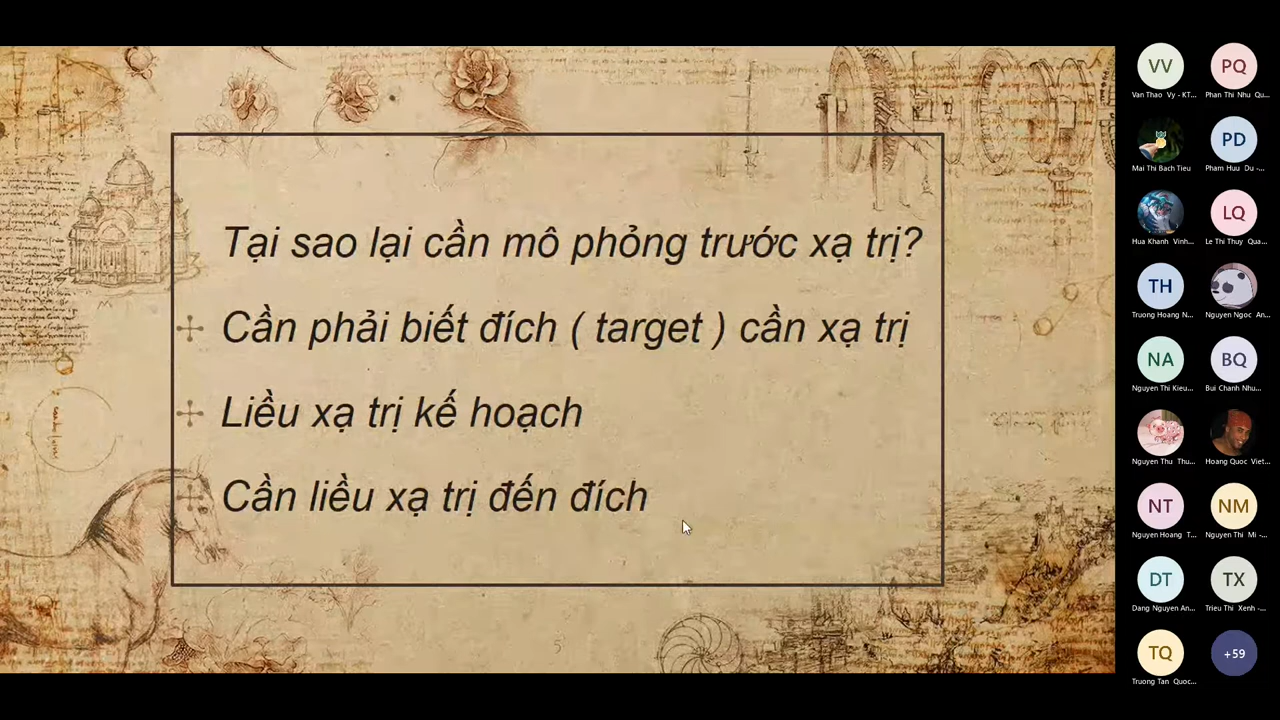 Tại sao lại cần mô phỏng trước xạ trị?
Cần phải biết đích ( target ) cần xạ trị
Liều xạ trị kế hoạch
Cần liều xạ trị đến đích
5
VV
Van Thao Vy - KT...
PQ
Phan Thi Nhu Qu...
Mai Thi Bach Tieu
PD
Pham Huu Du -...
Hua Khanh Vinh...
LQ
Le Thi Thuy Qua...
TH
Truong Hoang N...
Nguyen Ngoc An...
NA
Nguyen Thi Kieu...
BQ
Bui Chanh Nhu...
Nguyen Thu Thu...
Hoang Quoc Viet...
NT
Nguyen Hoang T...
NM
Nguyen Thi Mi -...
DT
Dang Nguyen An...
TX
Trieu Thi Xenh -...
TQ
Truong Tan Quoc...
+59